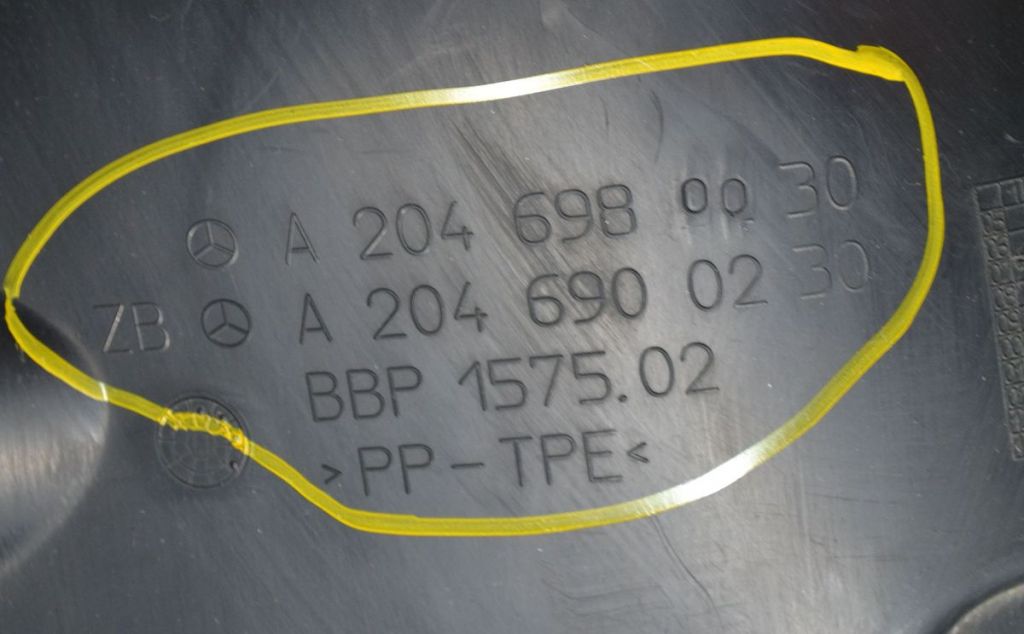 A 204 698 00 30
ZB A 204 690 02 30
BBP 1575.02
>PP-TPE<